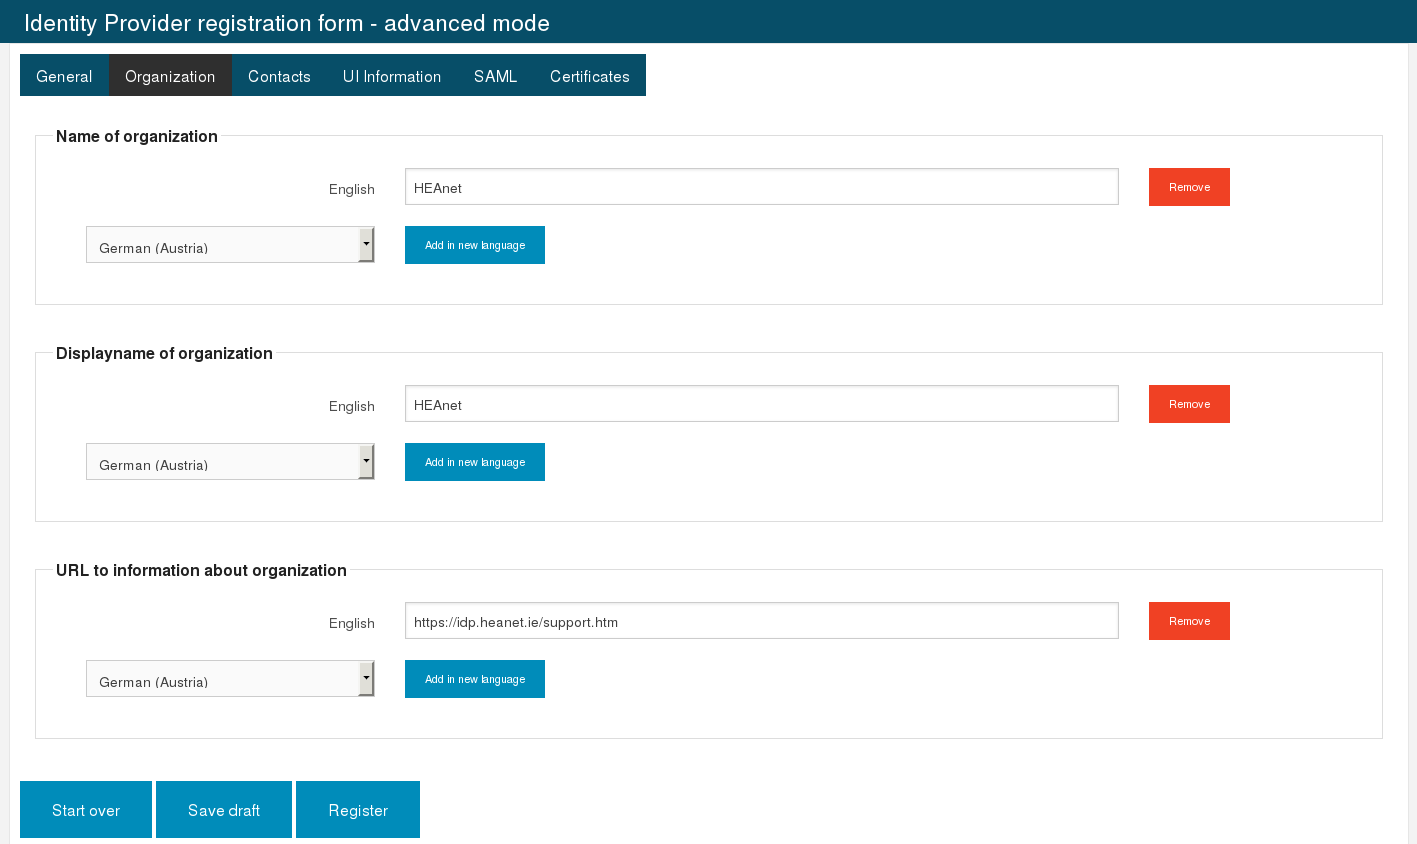 Identity Provider registration form - advanced mode
General Organization Contacts UI Information SAML Certificates
Name of organization
English HEAnet Remove
German (Austria) Add in new language
Displayname of organization
English HEAnet Remove
German (Austria) Add in new language
URL to information about organization
English https://idp.heanet.ie/support.htm Remove
German (Austria) Add in new language
Start over Save draft Register